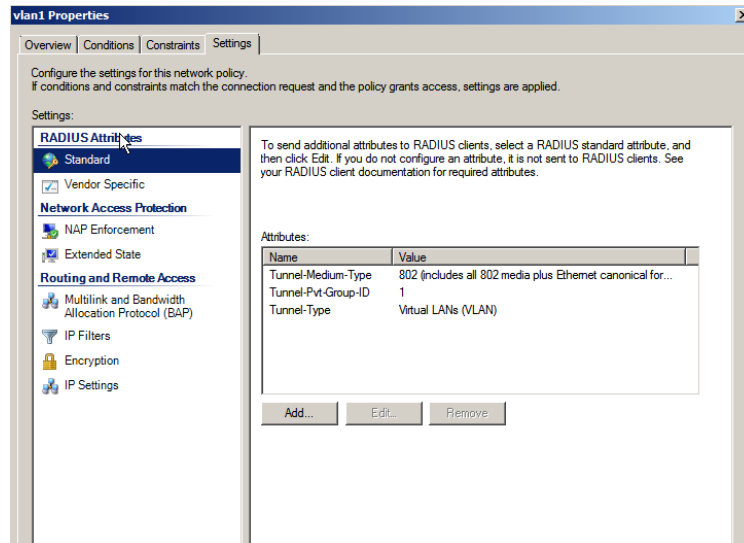 vlan1 Properties
Overview
Conditions
Constraints
Settings
Configure the settings for this network policy.
If conditions and constraints match the connection request and the policy grants access, settings are applied.
Settings:
RADIUS Attributes
Standard
Vendor Specific
Network Access Protection
NAP Enforcement
Extended State
Routing and Remote Access
Multilink and Bandwidth
Allocation Protocol (BAP)
IP Filters
Encryption
IP Settings
To send additional attributes to RADIUS clients, select a RADIUS standard attribute, and
then click Edit. If you do not configure an attribute, it is not sent to RADIUS clients. See
your RADIUS client documentation for required attributes.
Attributes:
Name Value
Tunnel-Medium-Type 802 (includes all 802 media plus Ethernet canonical for...
Tunnel-Pvt-Group-ID 1
Tunnel-Type Virtual LANs (VLAN)
Add... Edit... Remove